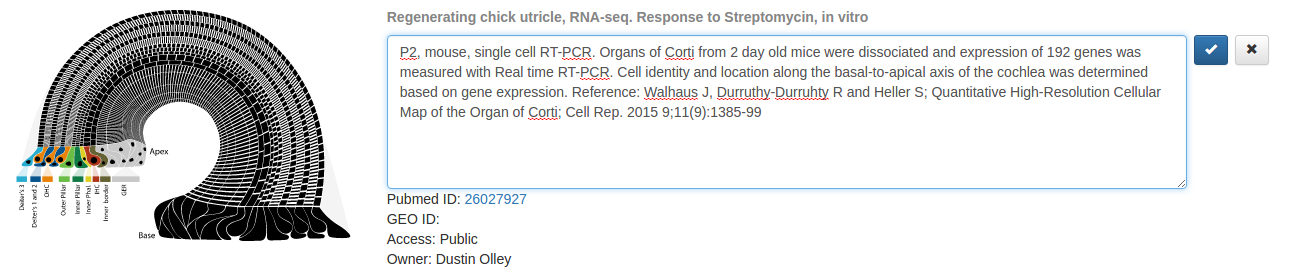 Regenerating chick utricle, RNA-seq. Response to Streptomycin, in vitro
P2, mouse, single cell RT-PCR. Organs of Corti from 2 day old mice were dissociated and expression of 192 genes was
measured with Real time RT-PCR. Cell identity and location along the basal-to-apical axis of the cochlea was determined
based on gene expression. Reference: Walhaus J, Durruthy-Durruhty R and Heller S; Quantitative High-Resolution Cellular
Map of the Organ of Corti; Cell Rep. 2015 9;11(9):1385-99
Pubmed ID: 26027927
GEO ID:
Access: Public
Owner: Dustin Olley
Apex
Base
Deiter's 3
Deiter's 1 and 2
OHC
Outer Pillar
Inner Pillar
Inner Phal.
IHC
Inner border
GER